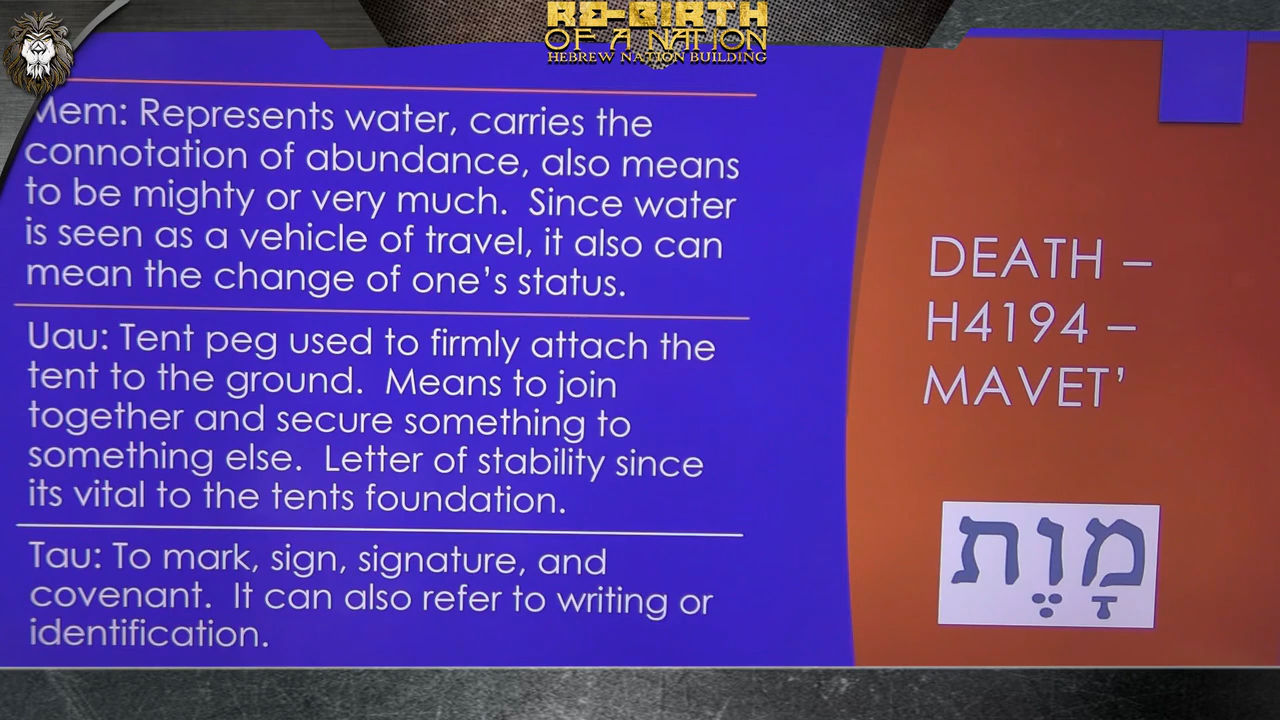 RE-BIRTH
OF A NATION
HEBREW NATION BUILDING
Mem: Represents water, carries the
connotation of abundance, also means
to be mighty or very much.  Since water
is seen as a vehicle of travel, it also can
mean the change of one's status.
Uau: Tent peg used to firmly attach the
tent to the ground.  Means to join
together and secure something to
something else.  Letter of stability since
its vital to the tents foundation.
Tau: To mark, sign, signature, and
covenant.  It can also refer to writing or
identification.
DEATH –
H4194 –
MAVET'
מָוֶת